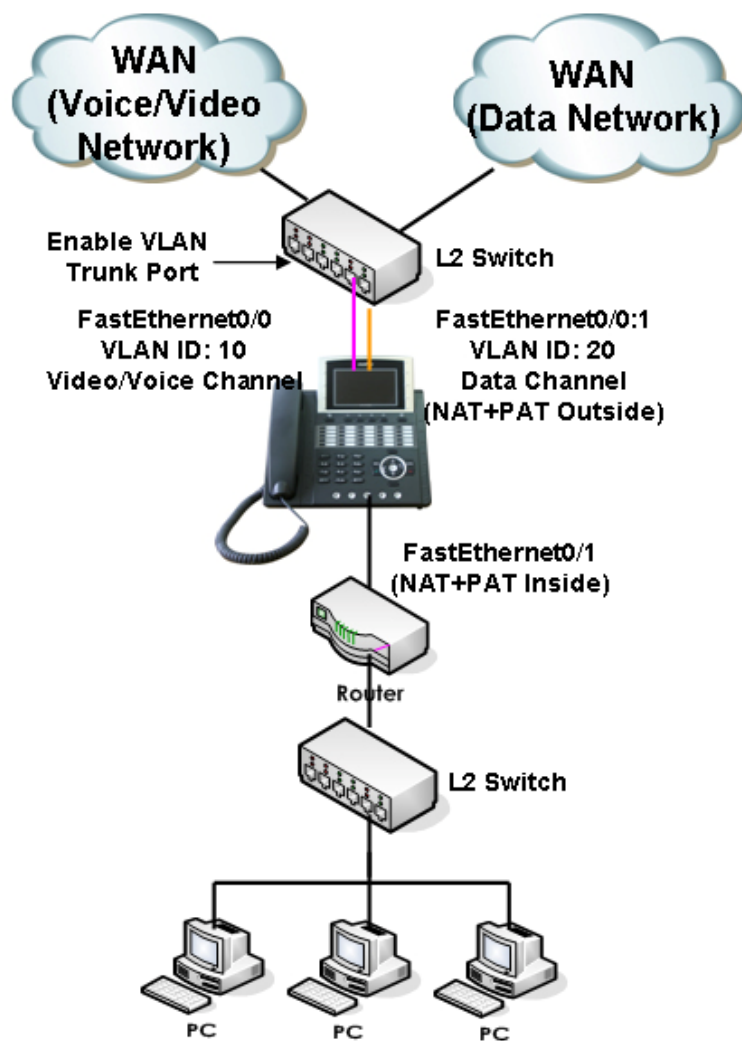 WAN
(Voice/Video
Network)
WAN
(Data Network)
Enable VLAN
Trunk Port
L2 Switch
FastEthernet0/0
VLAN ID: 10
Video/Voice Channel
FastEthernet0/0:1
VLAN ID: 20
Data Channel
(NAT+PAT Outside)
FastEthernet0/1
(NAT+PAT Inside)
Router
L2 Switch
PC
PC
PC